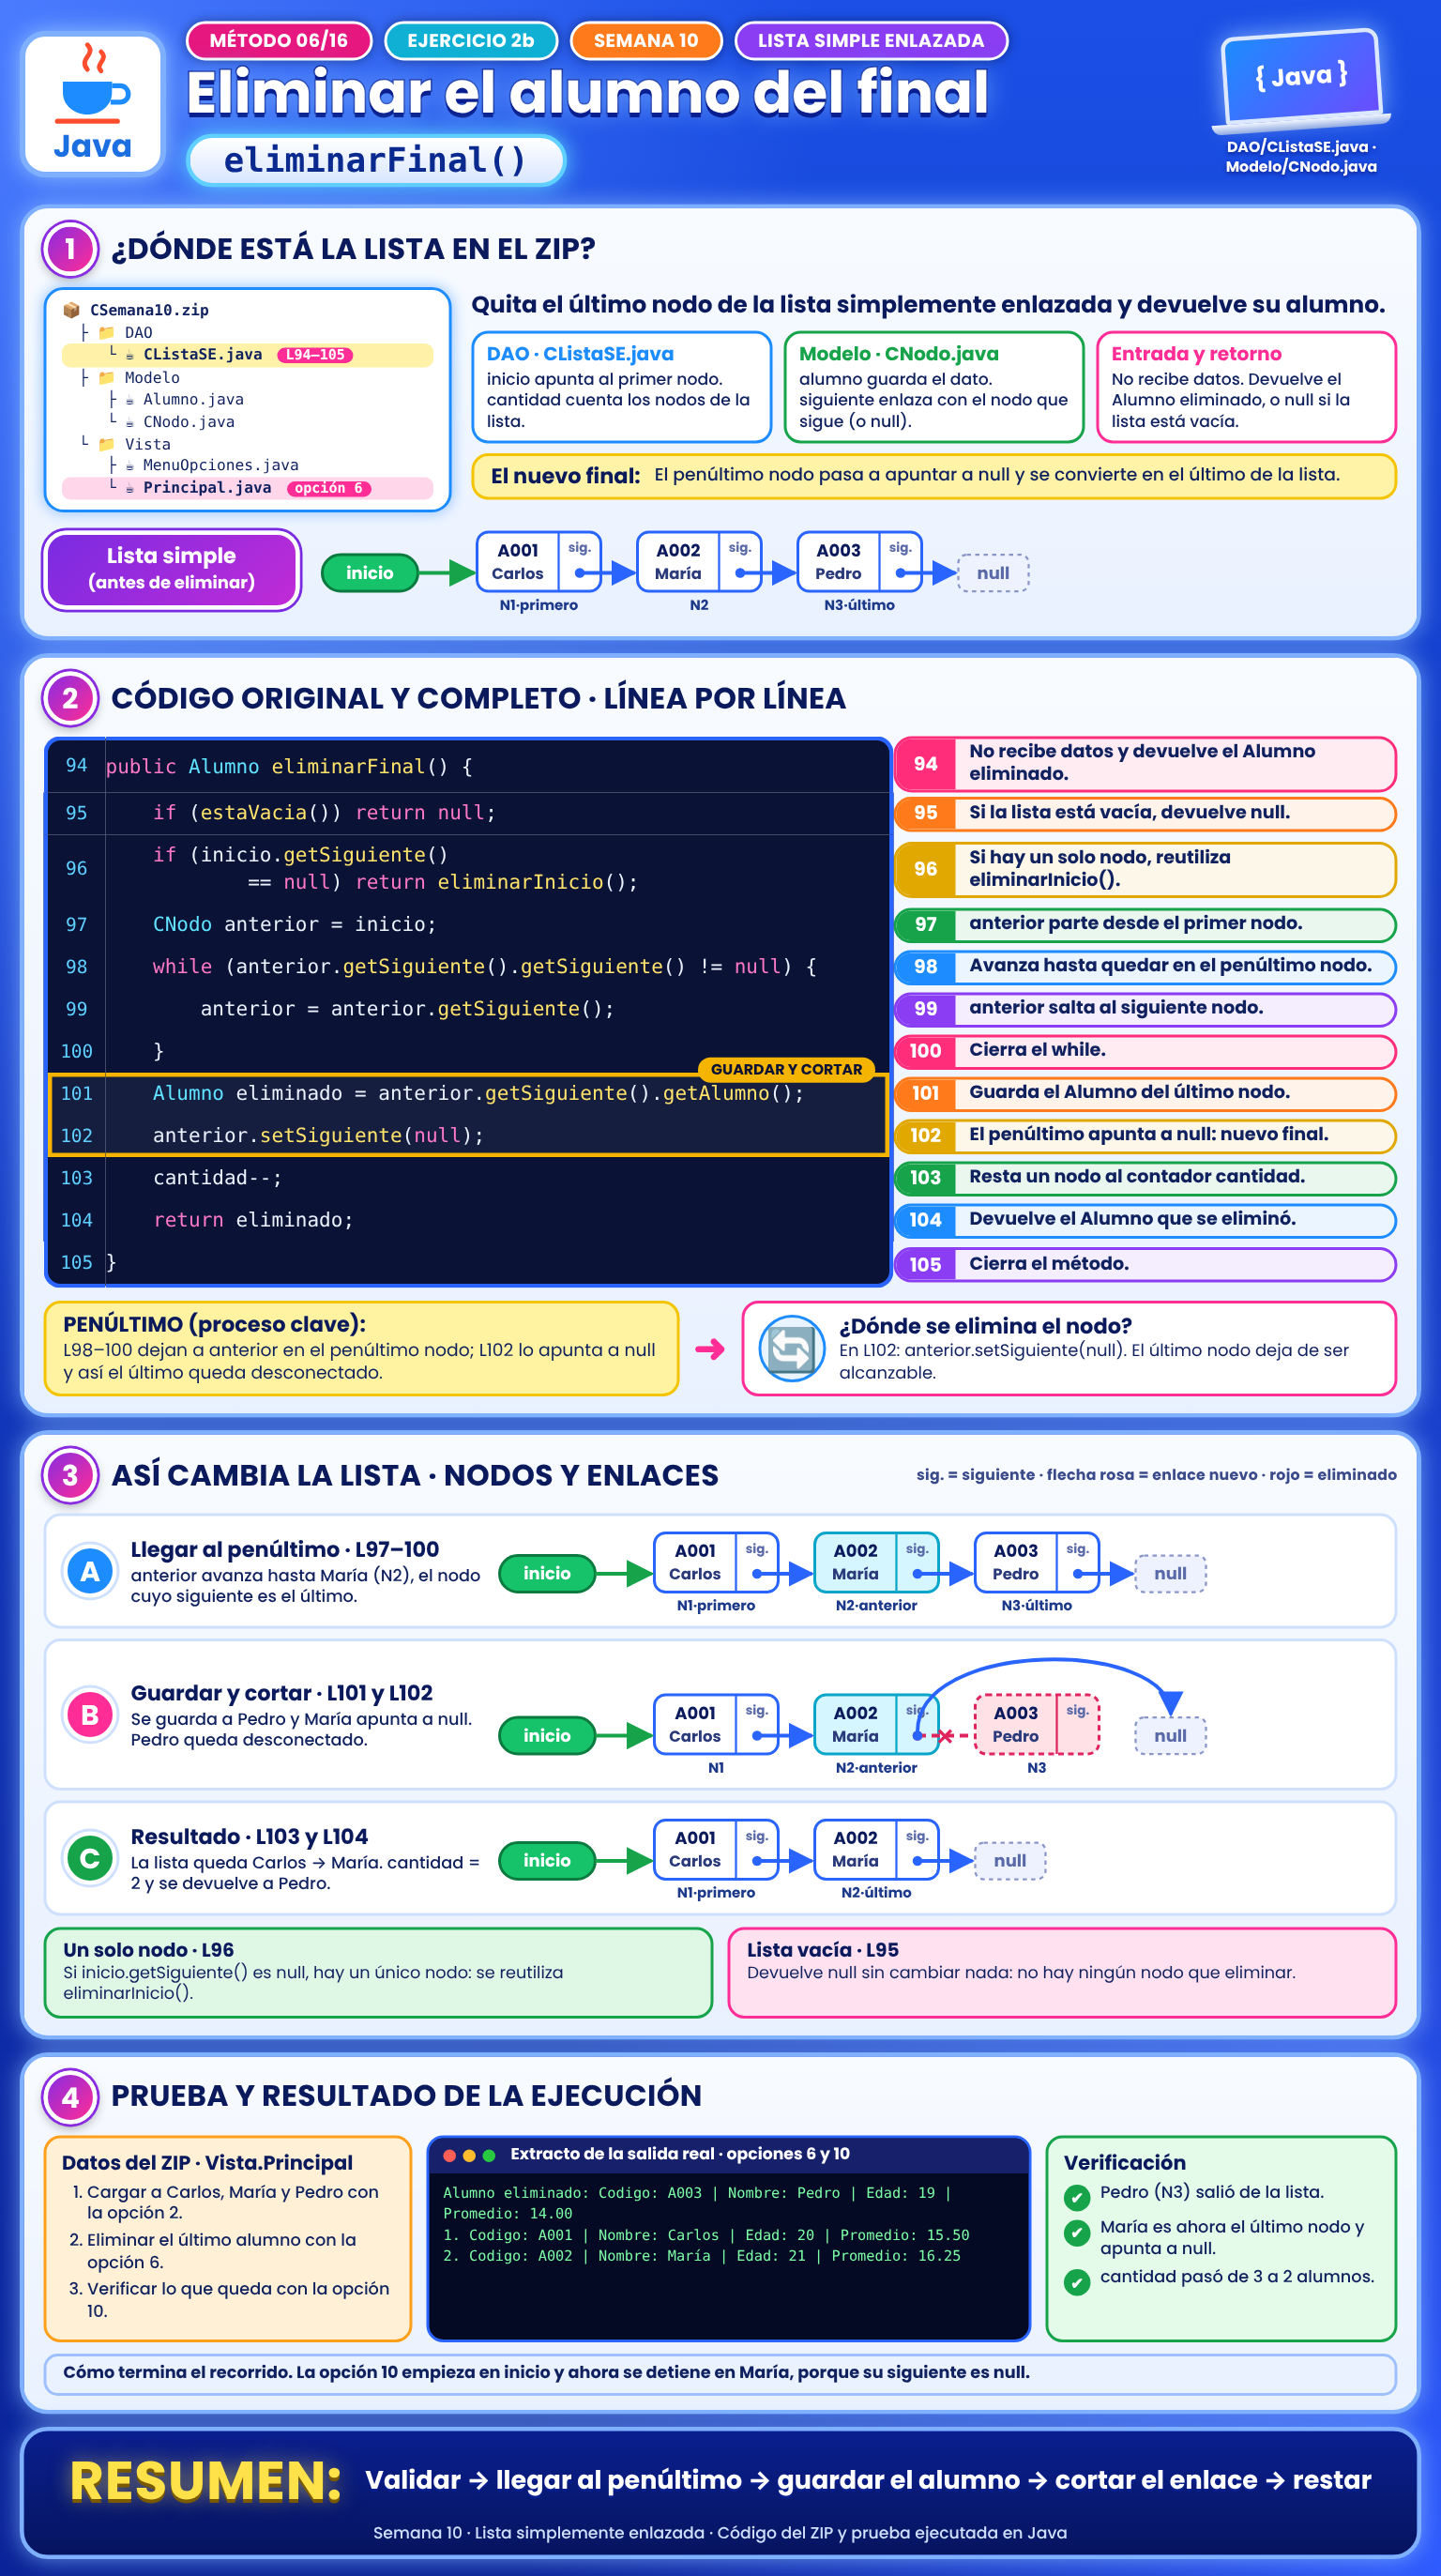 MÉTODO 06/16
EJERCICIO 2b
SEMANA 10
LISTA SIMPLE ENLAZADA
Java
Eliminar el alumno del final
eliminarFinal()
{ Java }
DAO/CListaSE.java ·
Modelo/CNodo.java
1
¿DÓNDE ESTÁ LA LISTA EN EL ZIP?
CSemana10.zip
├ DAO
└ CListaSE.java L94–105
├ Modelo
├ Alumno.java
└ CNodo.java
└ Vista
├ MenuOpciones.java
└ Principal.java opción 6
Quita el último nodo de la lista simplemente enlazada y devuelve su alumno.
DAO · CListaSE.java
inicio apunta al primer nodo.
cantidad cuenta los nodos de la
lista.
Modelo · CNodo.java
alumno guarda el dato.
siguiente enlaza con el nodo que
sigue (o null).
Entrada y retorno
No recibe datos. Devuelve el
Alumno eliminado, o null si la
lista está vacía.
El nuevo final: El penúltimo nodo pasa a apuntar a null y se convierte en el último de la lista.
Lista simple
(antes de eliminar)
inicio
A001
Carlos
sig.
N1·primero
A002
María
sig.
N2
A003
Pedro
sig.
N3·último
null
2
CÓDIGO ORIGINAL Y COMPLETO · LÍNEA POR LÍNEA
94 public Alumno eliminarFinal() {
95 if (estaVacia()) return null;
96 if (inicio.getSiguiente()
== null) return eliminarInicio();
97 CNodo anterior = inicio;
98 while (anterior.getSiguiente().getSiguiente() != null) {
99 anterior = anterior.getSiguiente();
100 }
GUARDAR Y CORTAR
101 Alumno eliminado = anterior.getSiguiente().getAlumno();
102 anterior.setSiguiente(null);
103 cantidad--;
104 return eliminado;
105 }
94 No recibe datos y devuelve el Alumno
eliminado.
95 Si la lista está vacía, devuelve null.
96 Si hay un solo nodo, reutiliza
eliminarInicio().
97 anterior parte desde el primer nodo.
98 Avanza hasta quedar en el penúltimo nodo.
99 anterior salta al siguiente nodo.
100 Cierra el while.
101 Guarda el Alumno del último nodo.
102 El penúltimo apunta a null: nuevo final.
103 Resta un nodo al contador cantidad.
104 Devuelve el Alumno que se eliminó.
105 Cierra el método.
PENÚLTIMO (proceso clave):
L98–100 dejan a anterior en el penúltimo nodo; L102 lo apunta a null
y así el último queda desconectado.
¿Dónde se elimina el nodo?
En L102: anterior.setSiguiente(null). El último nodo deja de ser
alcanzable.
3
ASÍ CAMBIA LA LISTA · NODOS Y ENLACES
sig. = siguiente · flecha rosa = enlace nuevo · rojo = eliminado
A
Llegar al penúltimo · L97–100
anterior avanza hasta María (N2), el nodo
cuyo siguiente es el último.
inicio
A001
Carlos
sig.
N1·primero
A002
María
sig.
N2·anterior
A003
Pedro
sig.
N3·último
null
B
Guardar y cortar · L101 y L102
Se guarda a Pedro y María apunta a null.
Pedro queda desconectado.
inicio
A001
Carlos
sig.
N1
A002
María
sig.
N2·anterior
A003
Pedro
sig.
N3
null
C
Resultado · L103 y L104
La lista queda Carlos → María. cantidad =
2 y se devuelve a Pedro.
inicio
A001
Carlos
sig.
N1·primero
A002
María
sig.
N2·último
null
Un solo nodo · L96
Si inicio.getSiguiente() es null, hay un único nodo: se reutiliza
eliminarInicio().
Lista vacía · L95
Devuelve null sin cambiar nada: no hay ningún nodo que eliminar.
4
PRUEBA Y RESULTADO DE LA EJECUCIÓN
Datos del ZIP · Vista.Principal
1. Cargar a Carlos, María y Pedro con
la opción 2.
2. Eliminar el último alumno con la
opción 6.
3. Verificar lo que queda con la opción
10.
Extracto de la salida real · opciones 6 y 10
Alumno eliminado: Codigo: A003 | Nombre: Pedro | Edad: 19 |
Promedio: 14.00
1. Codigo: A001 | Nombre: Carlos | Edad: 20 | Promedio: 15.50
2. Codigo: A002 | Nombre: María | Edad: 21 | Promedio: 16.25
Verificación
Pedro (N3) salió de la lista.
María es ahora el último nodo y
apunta a null.
cantidad pasó de 3 a 2 alumnos.
Cómo termina el recorrido. La opción 10 empieza en inicio y ahora se detiene en María, porque su siguiente es null.
RESUMEN: Validar → llegar al penúltimo → guardar el alumno → cortar el enlace → restar
Semana 10 · Lista simplemente enlazada · Código del ZIP y prueba ejecutada en Java